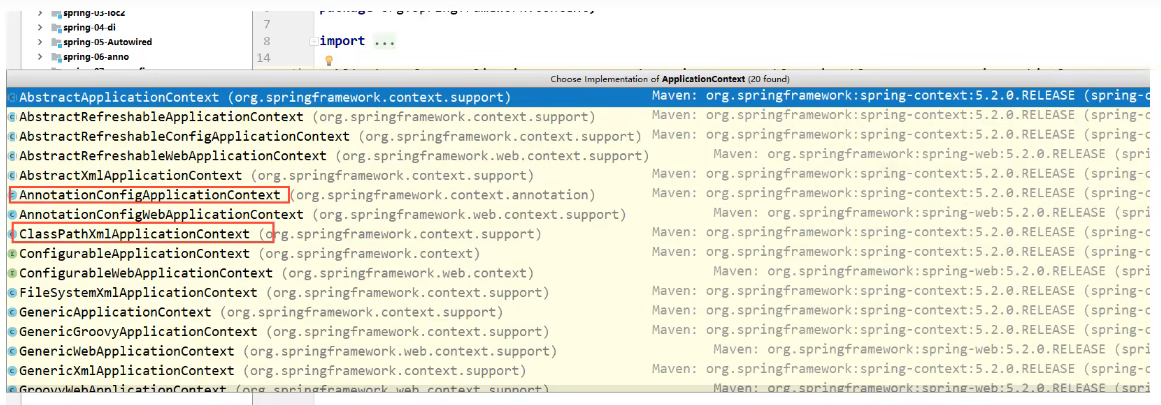 spring-03-ioc2
7
spring-04-di
spring-05-Autowired
8 import ...
spring-06-anno
14
Choose Implementation of ApplicationContext (20 found)
AbstractApplicationContext (org.springframework.context.support) Maven: org.springframework:spring-context:5.2.0.RELEASE (spring-c
AbstractRefreshableApplicationContext (org.springframework.context.support) Maven: org.springframework:spring-context:5.2.0.RELEASE (spring-c
AbstractRefreshableConfigApplicationContext (org.springframework.context.support) Maven: org.springframework:spring-context:5.2.0.RELEASE (spring-c
AbstractRefreshableWebApplicationContext (org.springframework.web.context.support) Maven: org.springframework:spring-web:5.2.0.RELEASE (spri
AbstractXmlApplicationContext (org.springframework.context.support) Maven: org.springframework:spring-context:5.2.0.RELEASE (spring-c
AnnotationConfigApplicationContext (org.springframework.context.annotation) Maven: org.springframework:spring-context:5.2.0.RELEASE (spring-c
AnnotationConfigWebApplicationContext (org.springframework.web.context.support) Maven: org.springframework:spring-web:5.2.0.RELEASE (spri
ClassPathXmlApplicationContext (org.springframework.context.support) Maven: org.springframework:spring-context:5.2.0.RELEASE (spring-c
ConfigurableApplicationContext (org.springframework.context) Maven: org.springframework:spring-context:5.2.0.RELEASE (spring-c
ConfigurableWebApplicationContext (org.springframework.web.context) Maven: org.springframework:spring-web:5.2.0.RELEASE (spri
FileSystemXmlApplicationContext (org.springframework.context.support) Maven: org.springframework:spring-context:5.2.0.RELEASE (spring-c
GenericApplicationContext (org.springframework.context.support) Maven: org.springframework:spring-context:5.2.0.RELEASE (spring-c
GenericGroovyApplicationContext (org.springframework.context.support) Maven: org.springframework:spring-context:5.2.0.RELEASE (spring-c
GenericWebApplicationContext (org.springframework.web.context.support) Maven: org.springframework:spring-web:5.2.0.RELEASE (spri
GenericXmlApplicationContext (org.springframework.context.support) Maven: org.springframework:spring-context:5.2.0.RELEASE (spring-c
GroovyWebApplicationContext (org.springframework.web.context.support) Maven: org.springframework:spring-web:5.2.0.RELEASE (spri